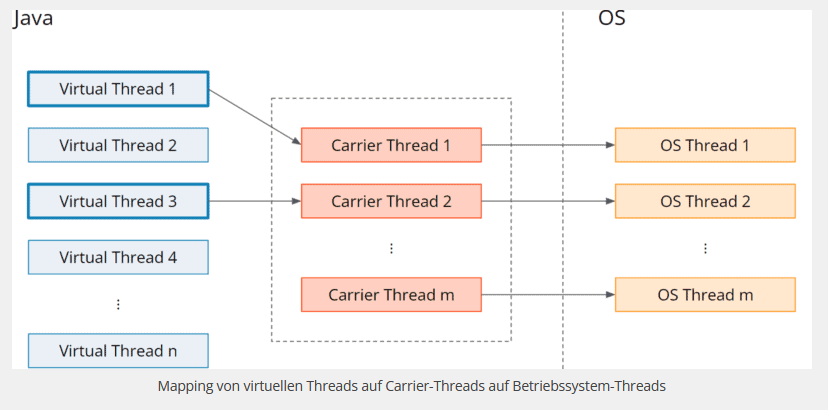 Java
OS
Virtual Thread 1
Virtual Thread 2
Virtual Thread 3
Virtual Thread 4
⋮
Virtual Thread n
Carrier Thread 1
Carrier Thread 2
⋮
Carrier Thread m
OS Thread 1
OS Thread 2
⋮
OS Thread m
Mapping von virtuellen Threads auf Carrier-Threads auf Betriebssystem-Threads